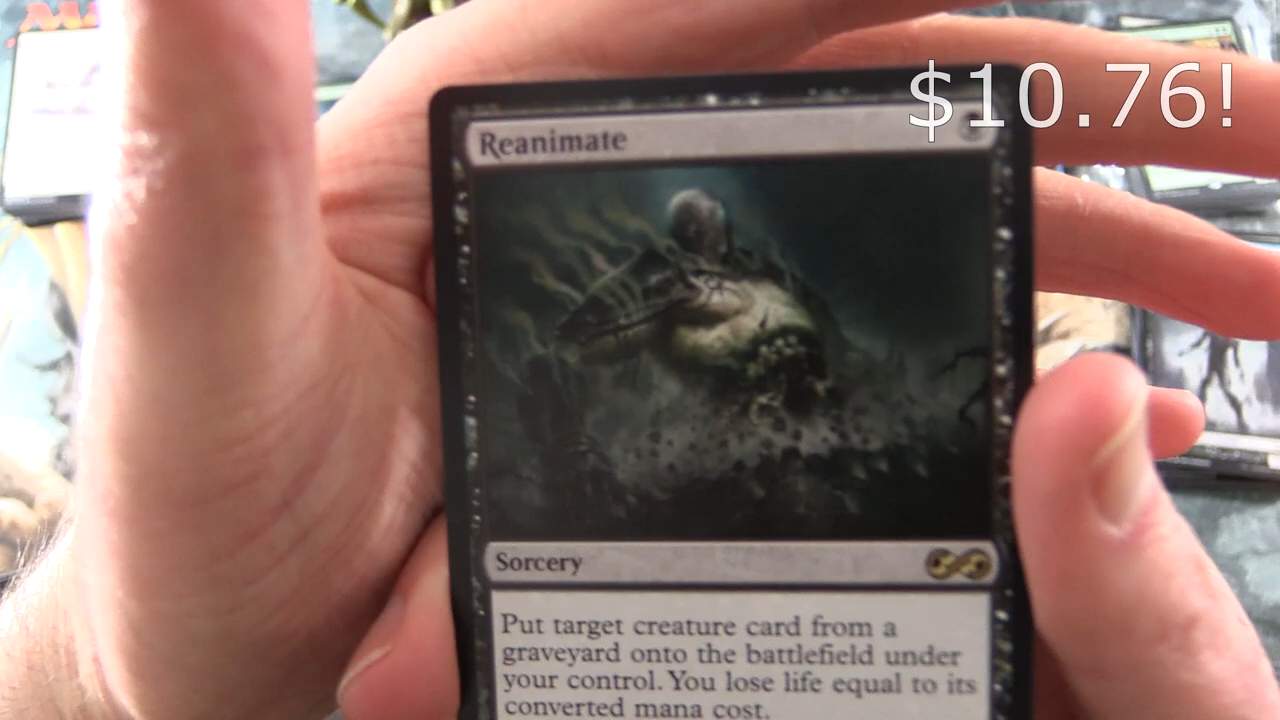 $10.76!
Reanimate
Sorcery
Put target creature card from a
graveyard onto the battlefield under
your control. You lose life equal to its
converted mana cost.